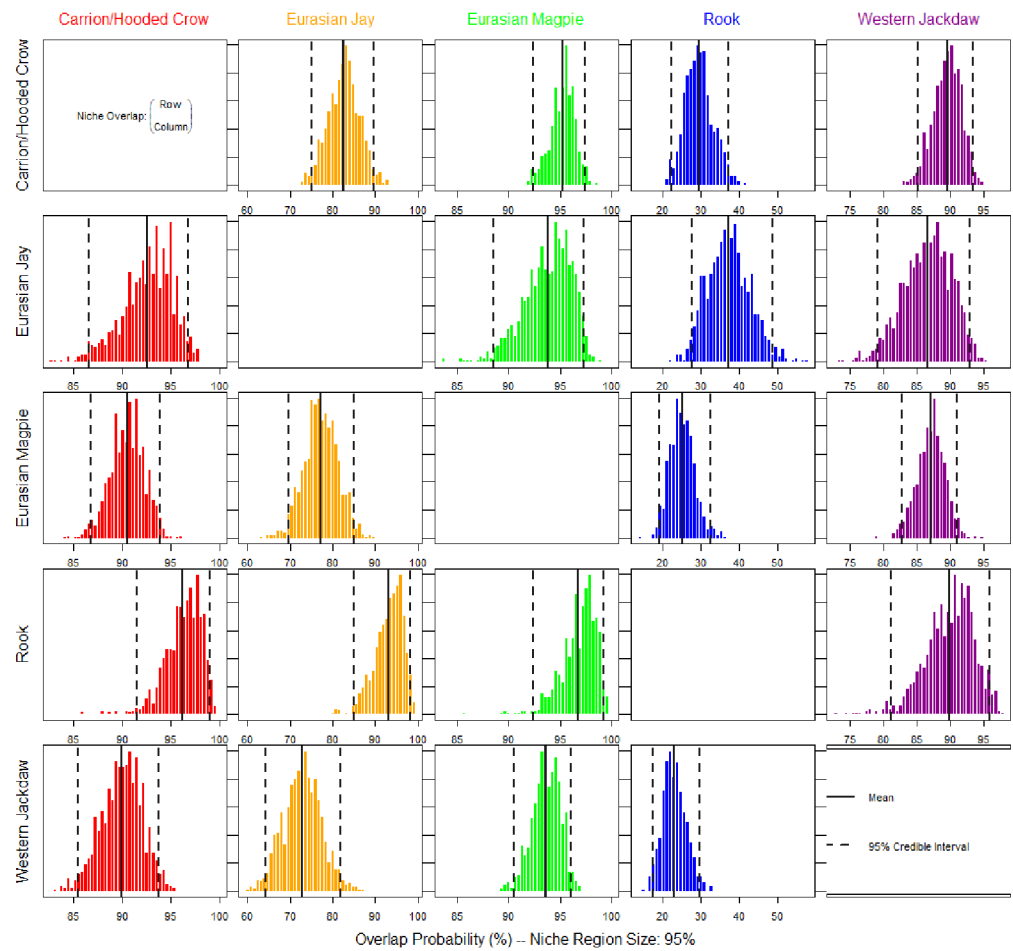 Carrion/Hooded Crow Eurasian Jay Eurasian Magpie Rook Western Jackdaw
Carrion/Hooded Crow
Niche Overlap: Row
Column
60 70 80 90 100
85 90 95 100
20 30 40 50
75 80 85 90 95
Eurasian Jay
85 90 95 100
85 90 95 100
20 30 40 50
75 80 85 90 95
Eurasian Magpie
85 90 95 100
60 70 80 90 100
20 30 40 50
75 80 85 90 95
Rook
85 90 95 100
60 70 80 90 100
85 90 95 100
75 80 85 90 95
Western Jackdaw
85 90 95 100
60 70 80 90 100
85 90 95 100
20 30 40 50
Mean
95% Credible Interval
Overlap Probability (%) -- Niche Region Size: 95%